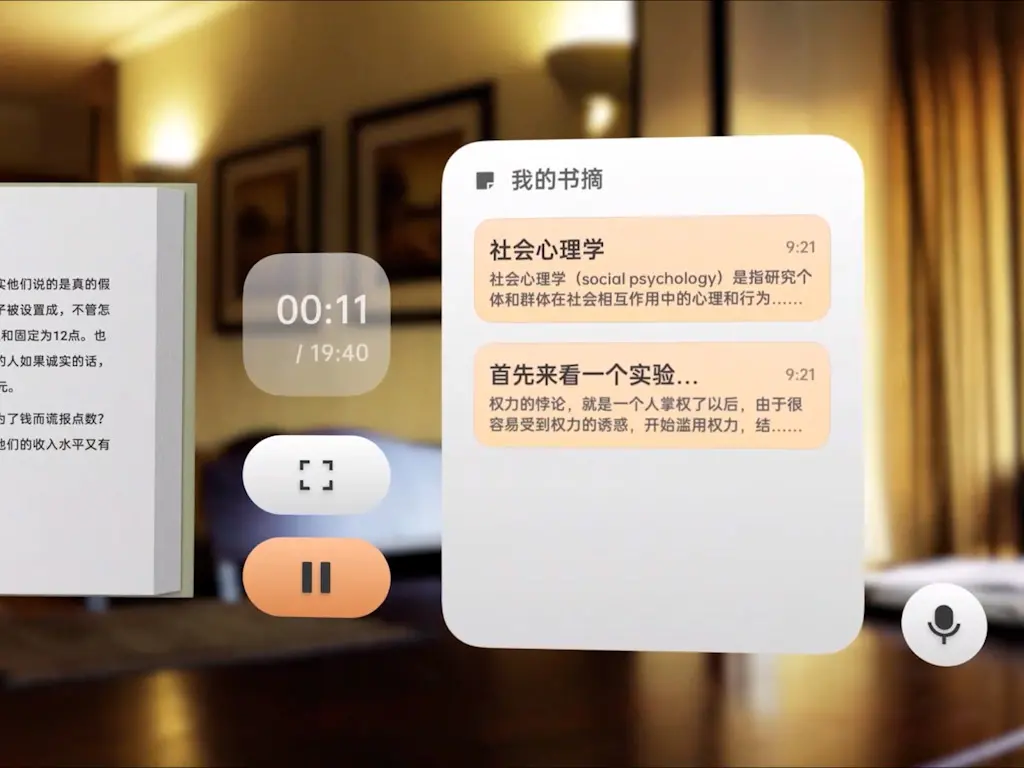 实他们说的是真的假
子被设置成，不管怎
和固定为12点。也
的人如果诚实的话，
元。
为了钱而谎报点数？
他们的收入水平又有
00:11
/ 19:40
我的书摘
社会心理学
9:21
社会心理学（social psychology）是指研究个
体和群体在社会相互作用中的心理和行为……
首先来看一个实验...
9:21
权力的悖论，就是一个人掌权了以后，由于很
容易受到权力的诱惑，开始滥用权力，结……